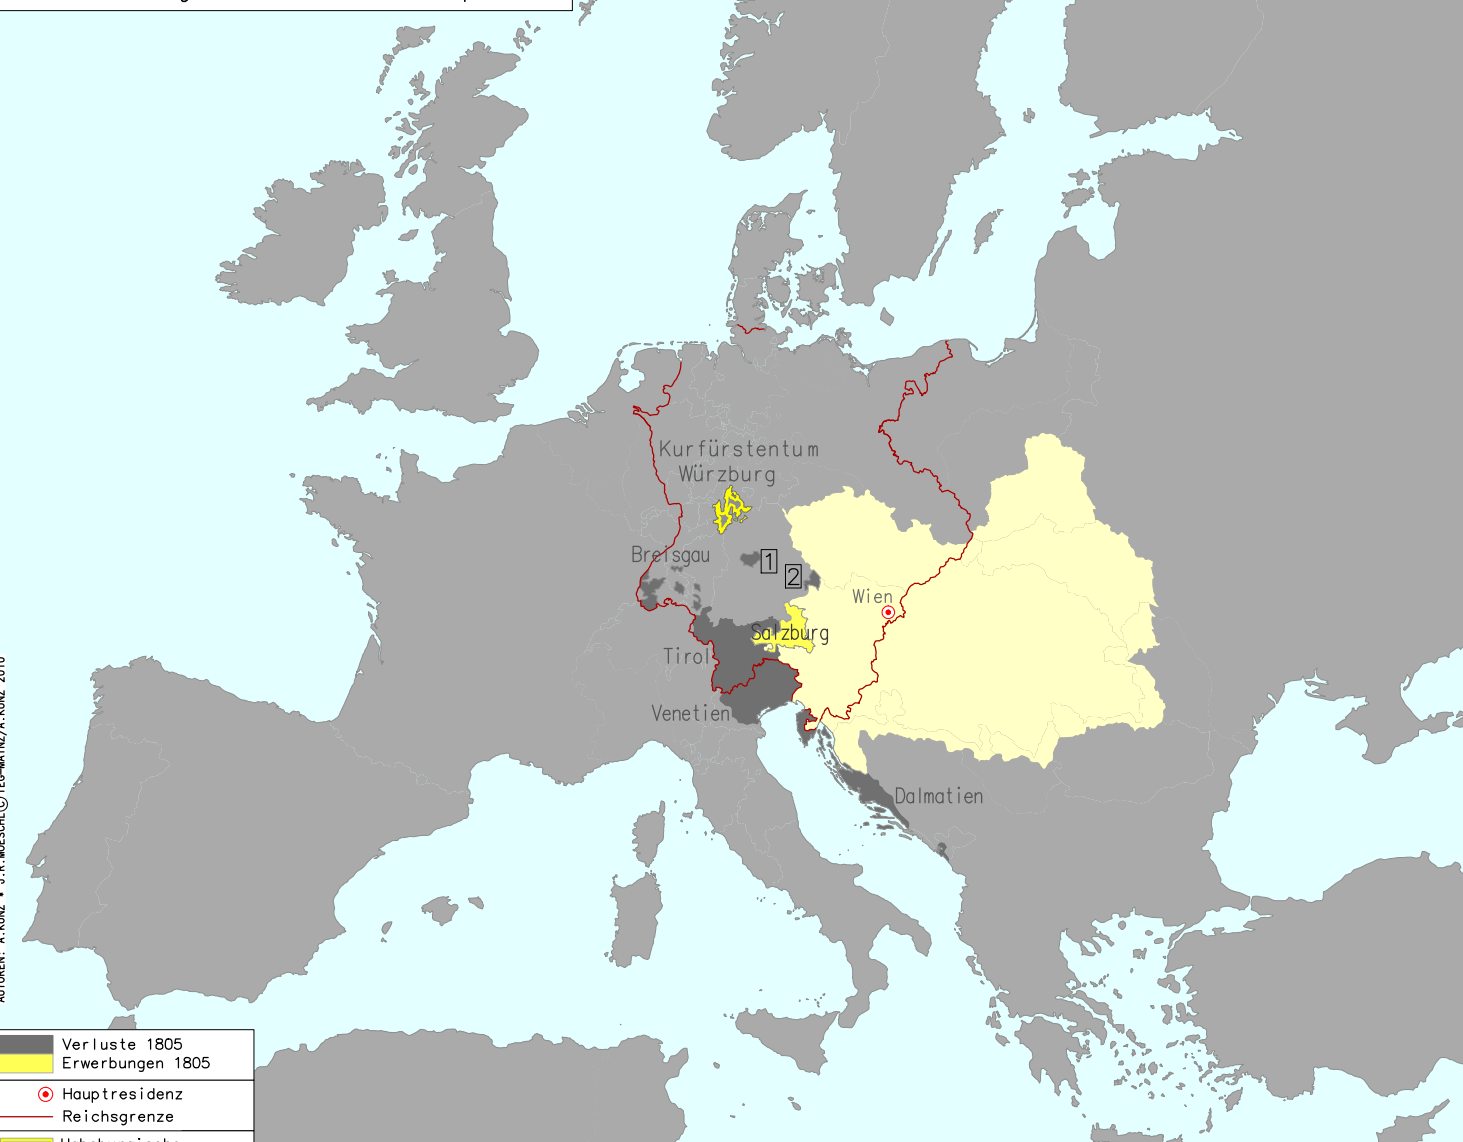 Kurfürstentum
Würzburg
Breisgau
1
2
Wien
Salzburg
Tirol
Venetien
Dalmatien
Verluste 1805
Erwerbungen 1805
Hauptresidenz
Reichsgrenze